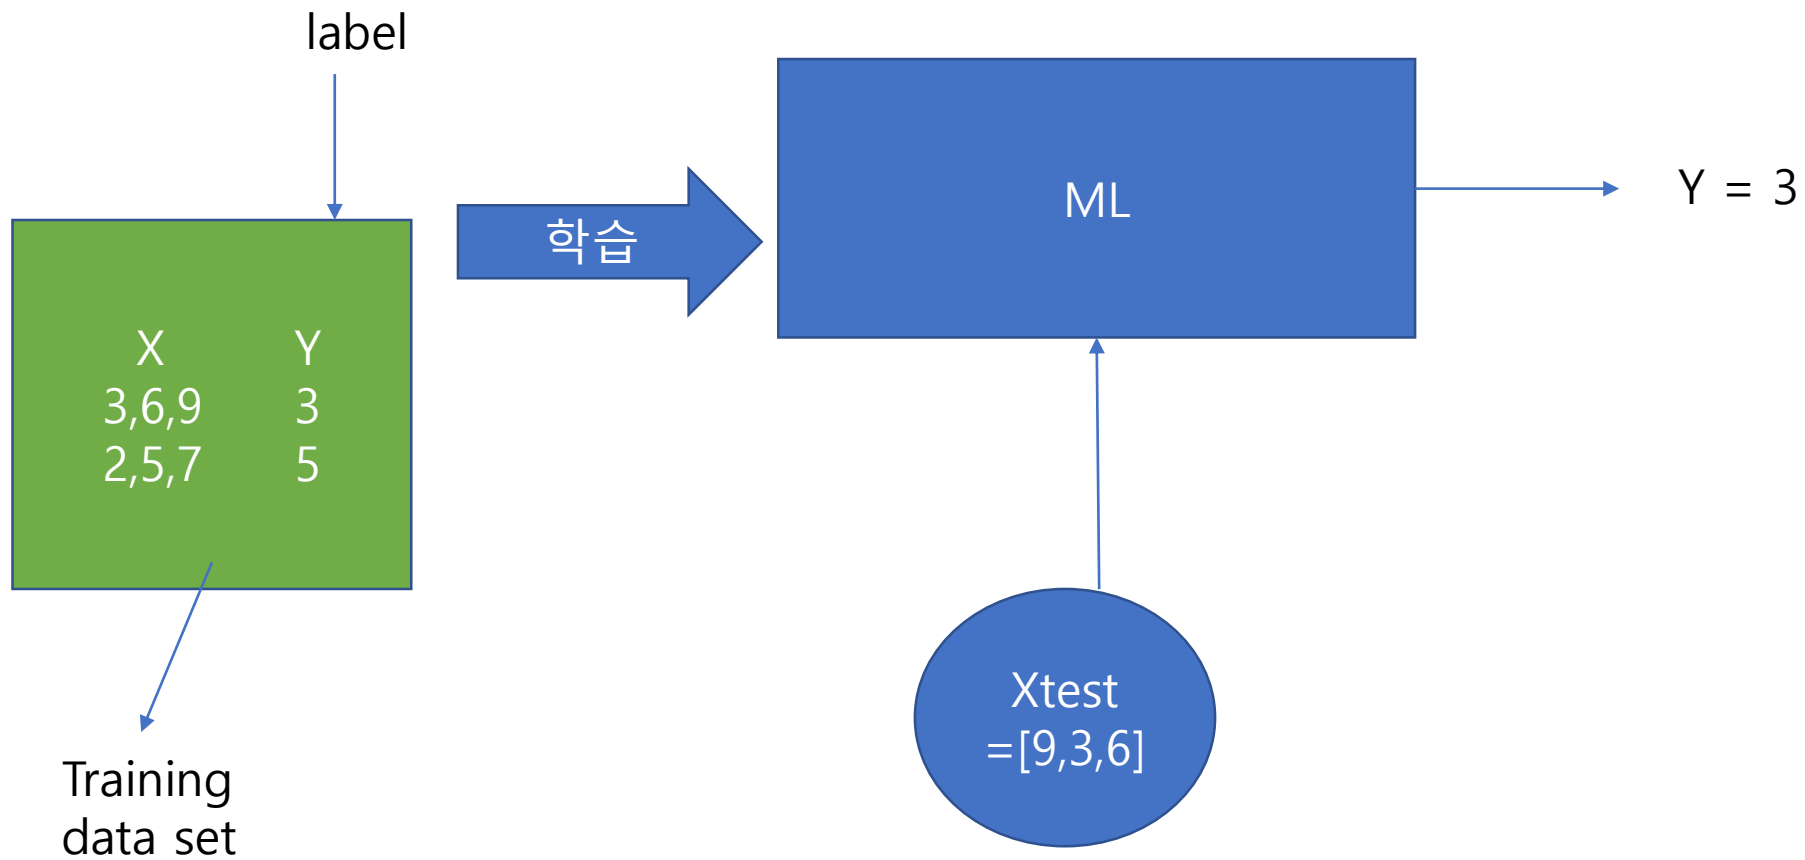 label
X Y
3,6,9 3
2,5,7 5
Training
data set
학습
ML
Y = 3
Xtest
=[9,3,6]